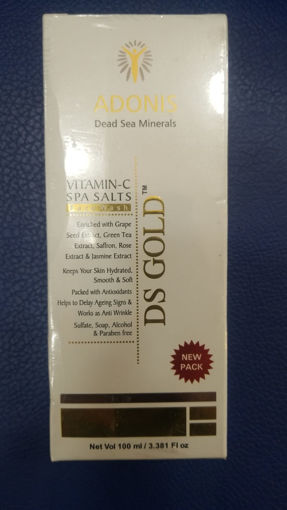 ADONIS
Dead Sea Minerals
VITAMIN-C
SPA SALTS
Face Wash
Enriched with Grape
Seed Extract, Green Tea
Extract, Saffron, Rose
Extract & Jasmine Extract
Keeps Your Skin Hydrated,
Smooth & Soft
Packed with Antioxidants
Helps to Delay Ageing Signs &
Works as Anti Wrinkle
Sulfate, Soap, Alcohol
& Paraben free
DS GOLD™
NEW
PACK
Net Vol 100 ml / 3.381 Fl oz